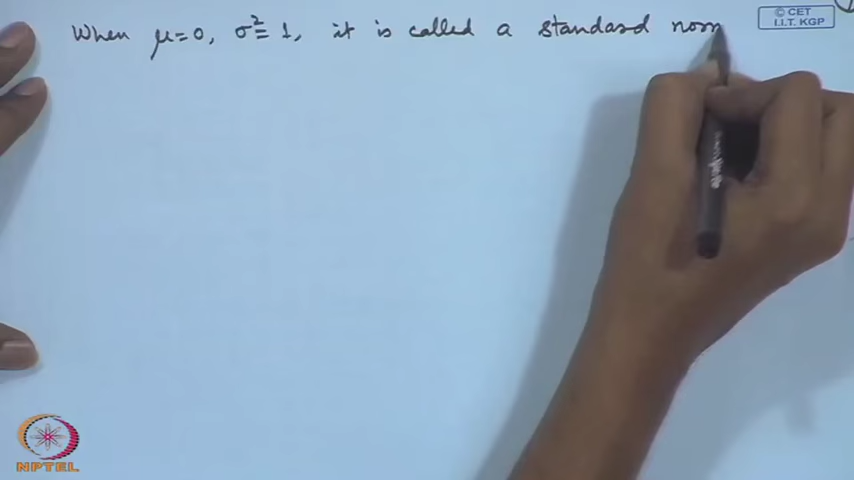 When μ=0, σ²=1, it is called a standard norm
© CET
I.I.T. KGP
NPTEL